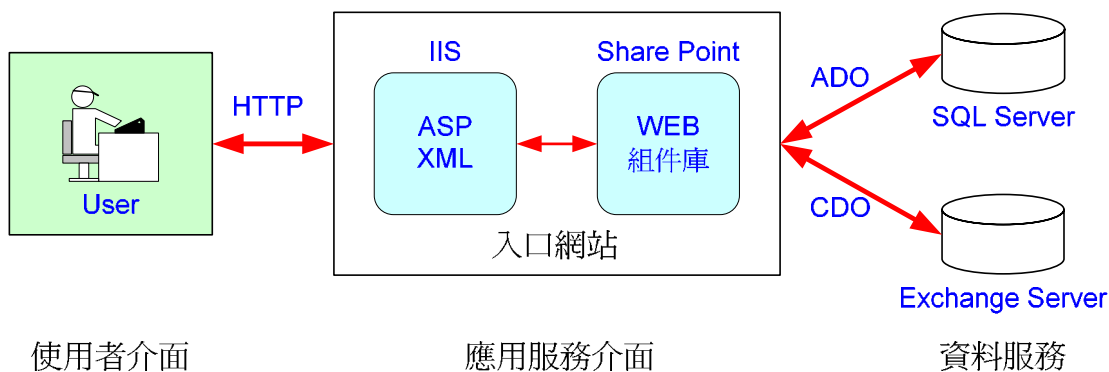 User
HTTP
IIS
ASP
XML
Share Point
WEB
組件庫
入口網站
ADO
SQL Server
CDO
Exchange Server
使用者介面
應用服務介面
資料服務